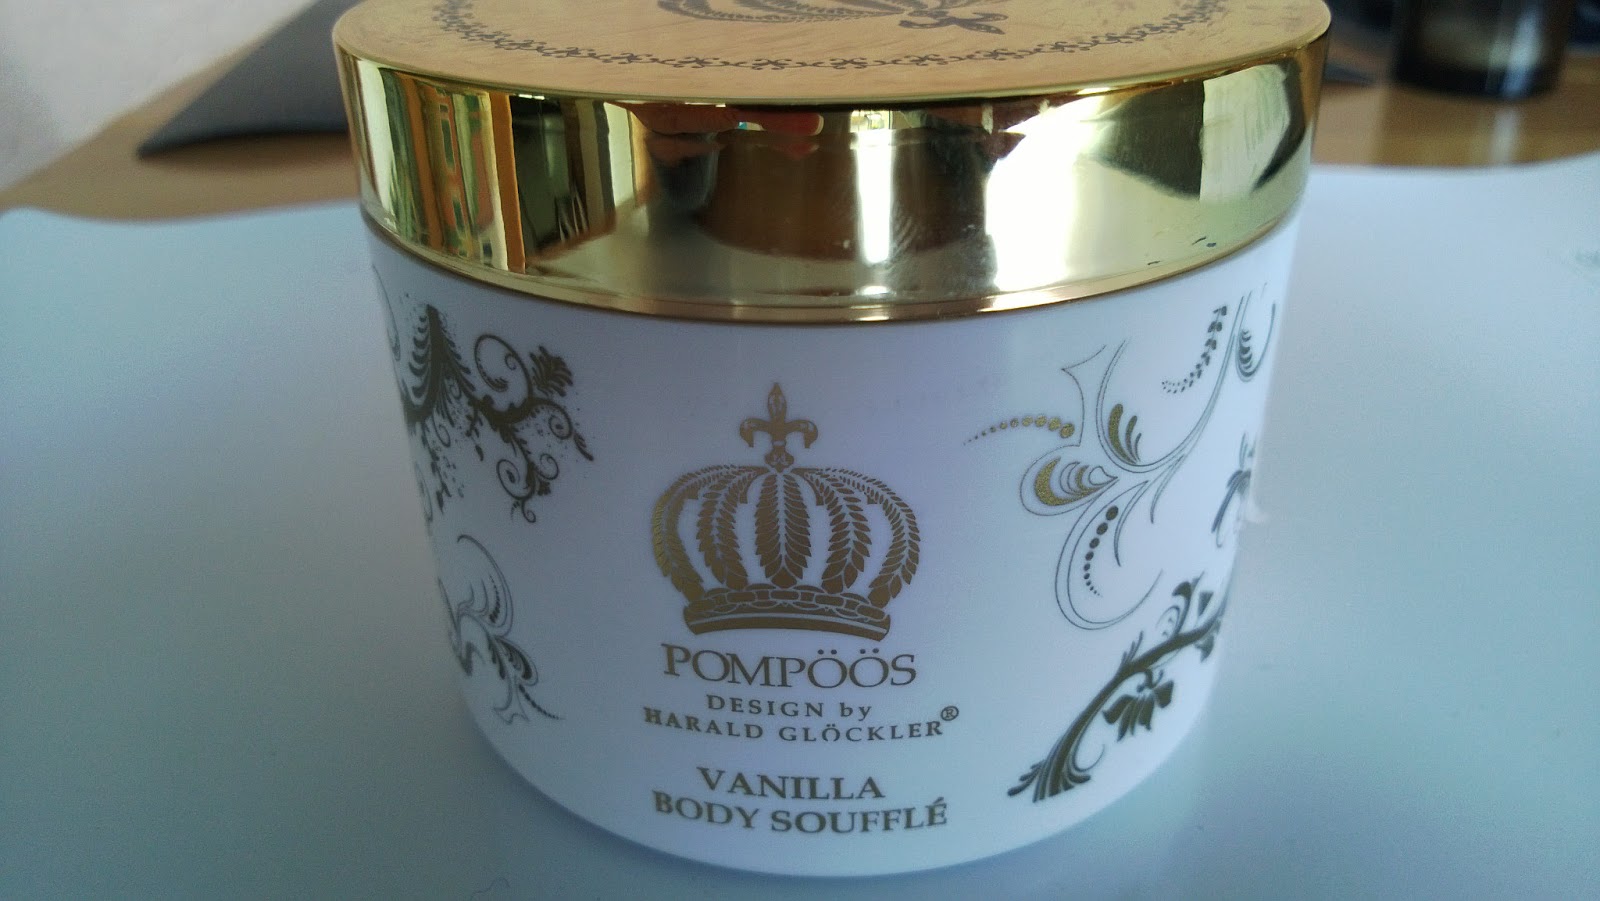 POMPÖÖS
DESIGN by
HARALD GLÖCKLER®
VANILLA
BODY SOUFFLÉ